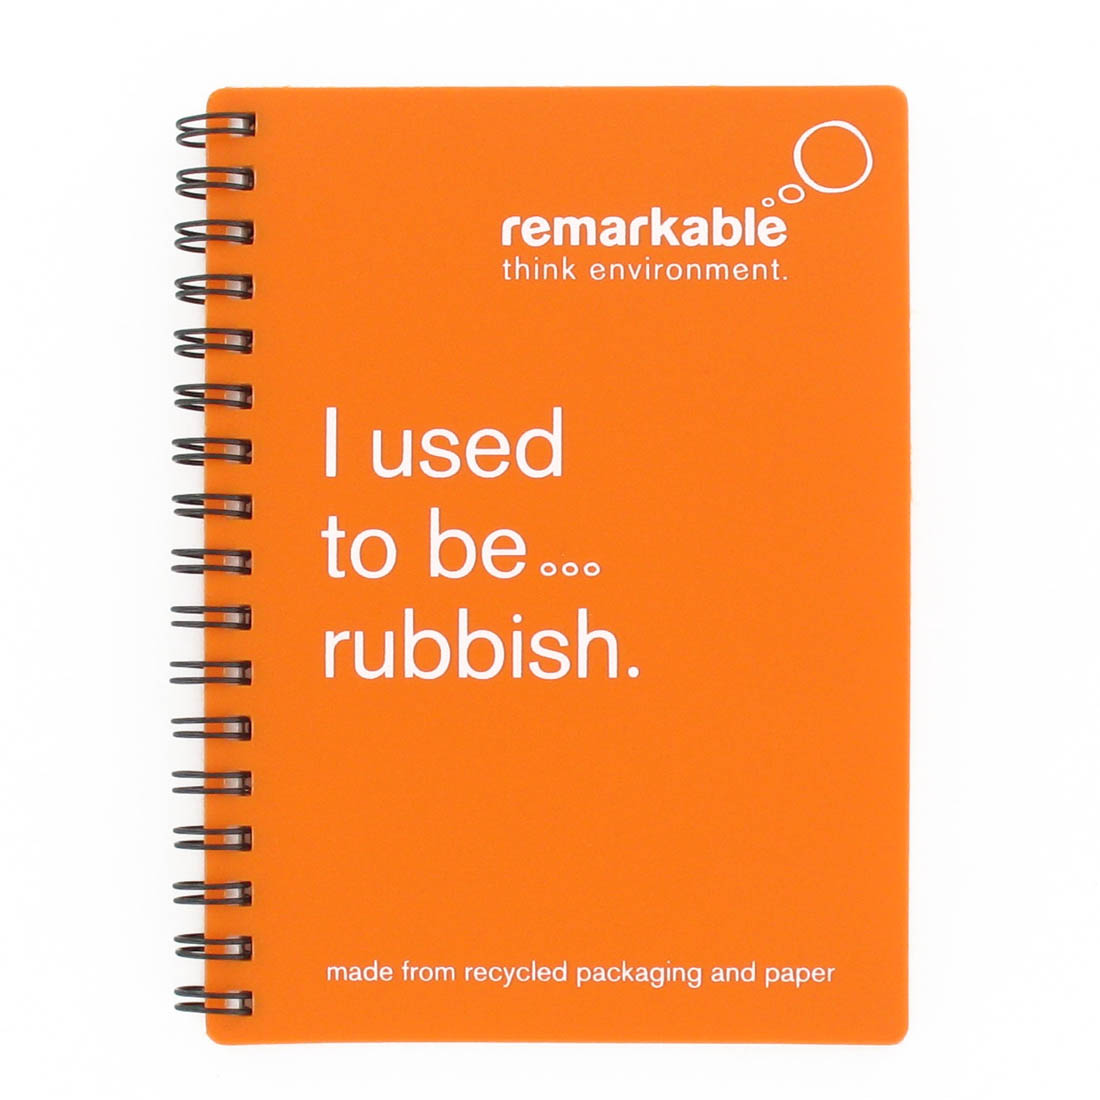 remarkable
think environment.
I used
to be...
rubbish.
made from recycled packaging and paper